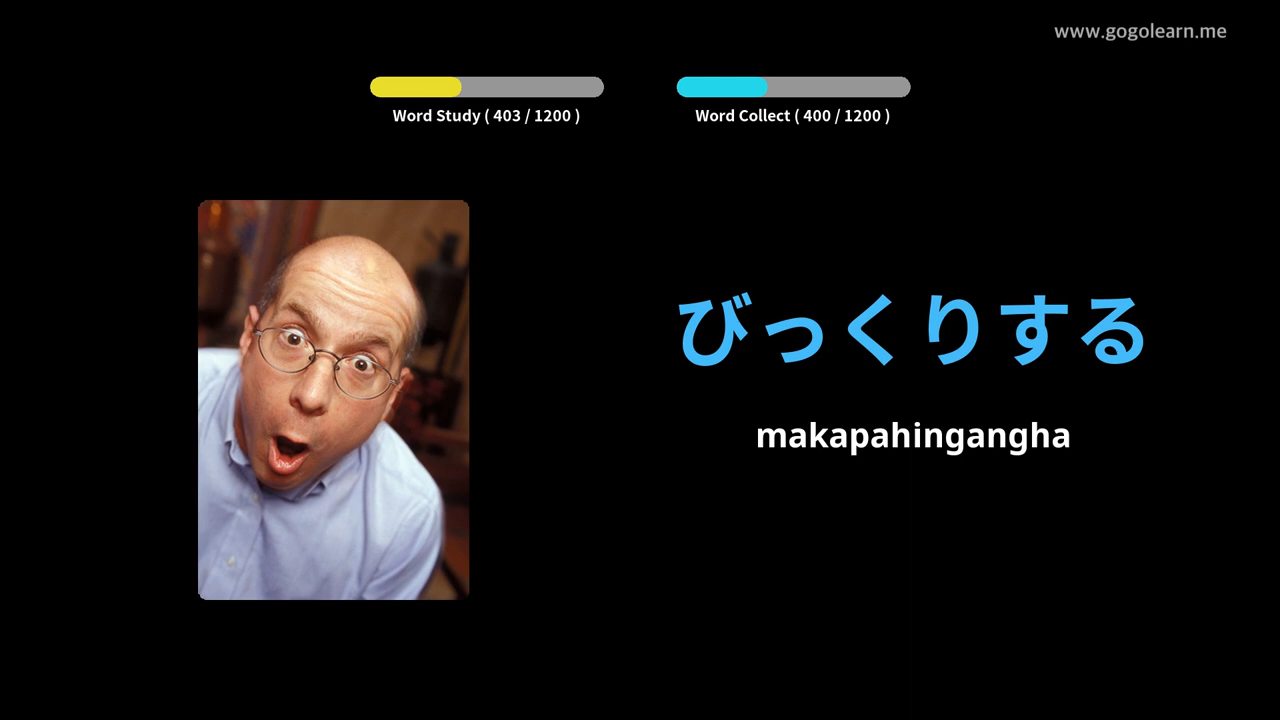 www.gogolearn.me
Word Study ( 403 / 1200 )
Word Collect ( 400 / 1200 )
びっくりする
makapahingangha